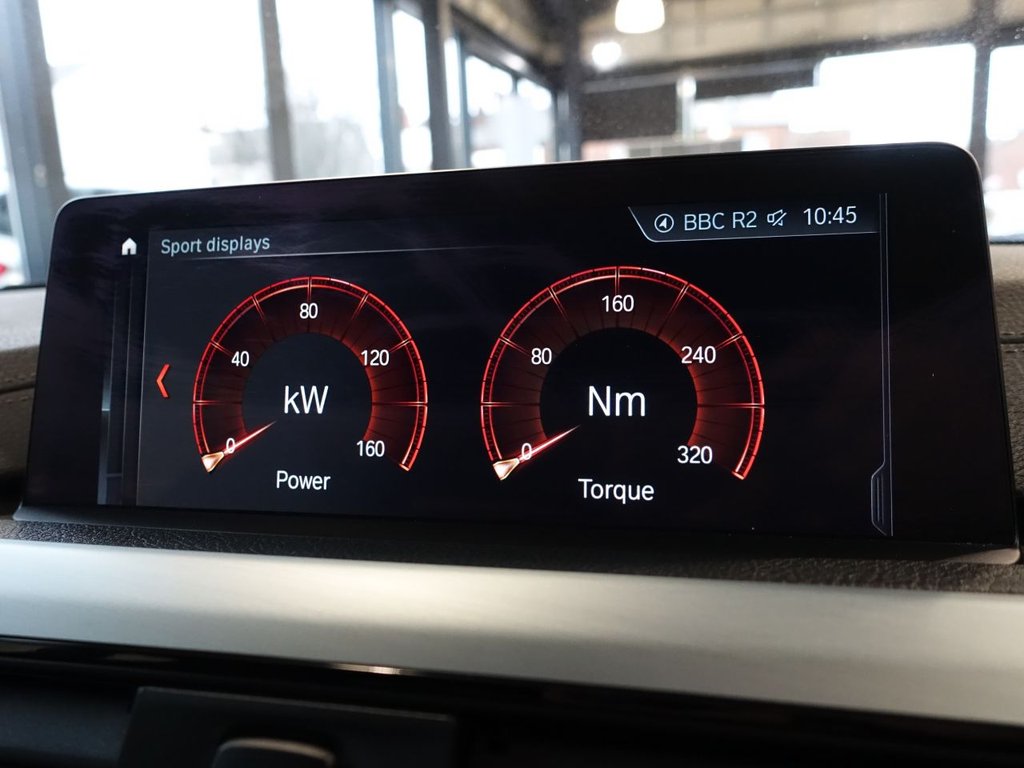 Sport displays
BBC R2 10:45
0 40 80 120 160
kW
Power
0 80 160 240 320
Nm
Torque